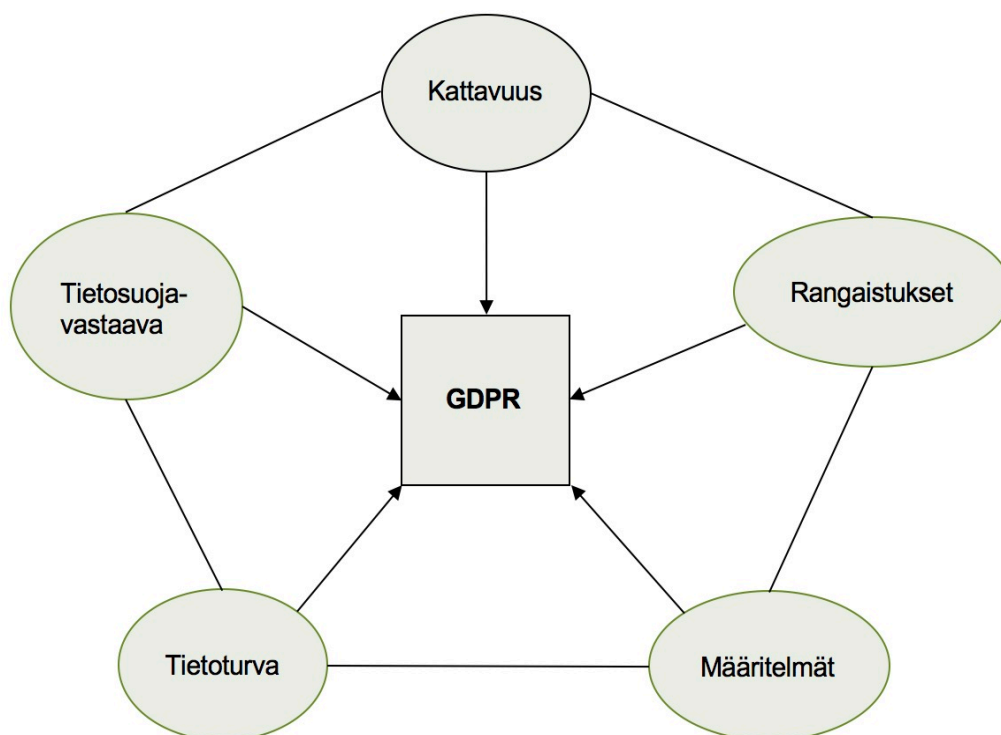 Kattavuus
Tietosuoja-
vastaava
Rangaistukset
GDPR
Tietoturva
Määritelmät